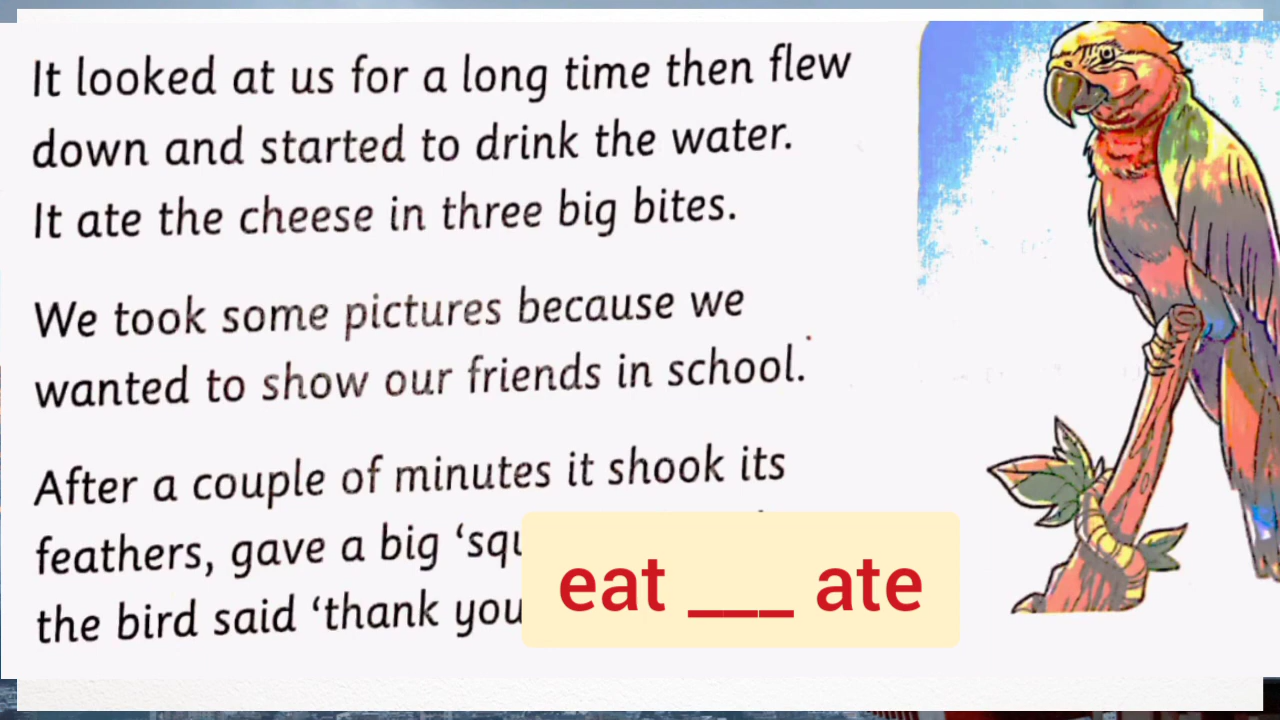 It looked at us for a long time then flew
down and started to drink the water.
It ate the cheese in three big bites.
We took some pictures because we
wanted to show our friends in school.
After a couple of minutes it shook its
feathers, gave a big
the bird said ‘thank you
eat ___ ate